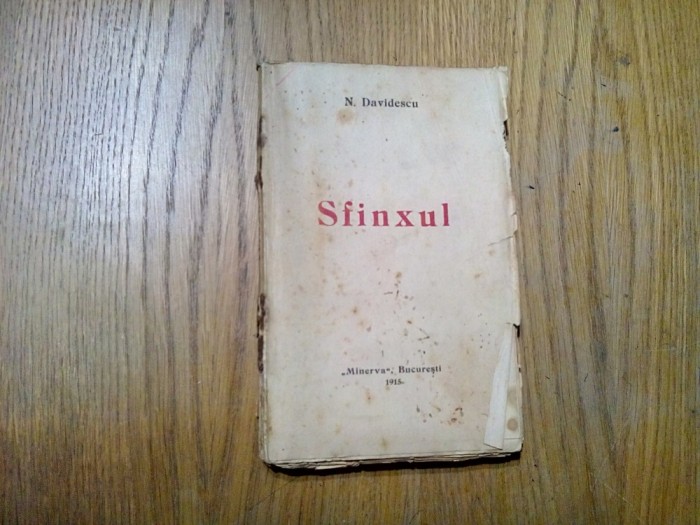 N. Davidescu
Sfinxul
„Minerva“, București
1915.